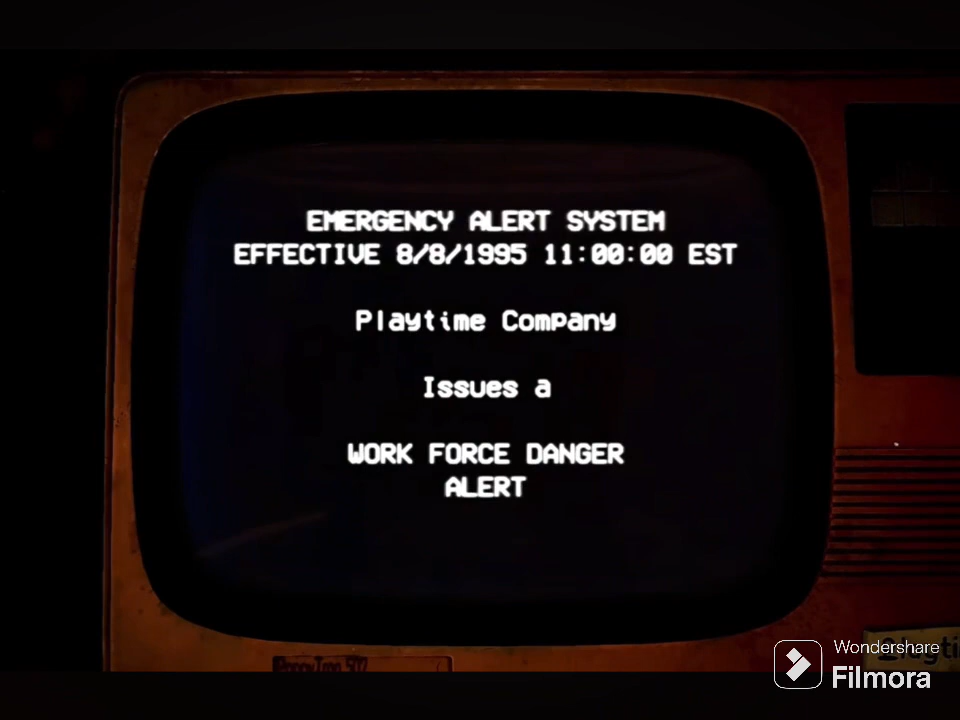 EMERGENCY ALERT SYSTEM
EFFECTIVE 8/8/1995 11:00:00 EST
Playtime Company
Issues a
WORK FORCE DANGER
ALERT
Wondershare
Filmora